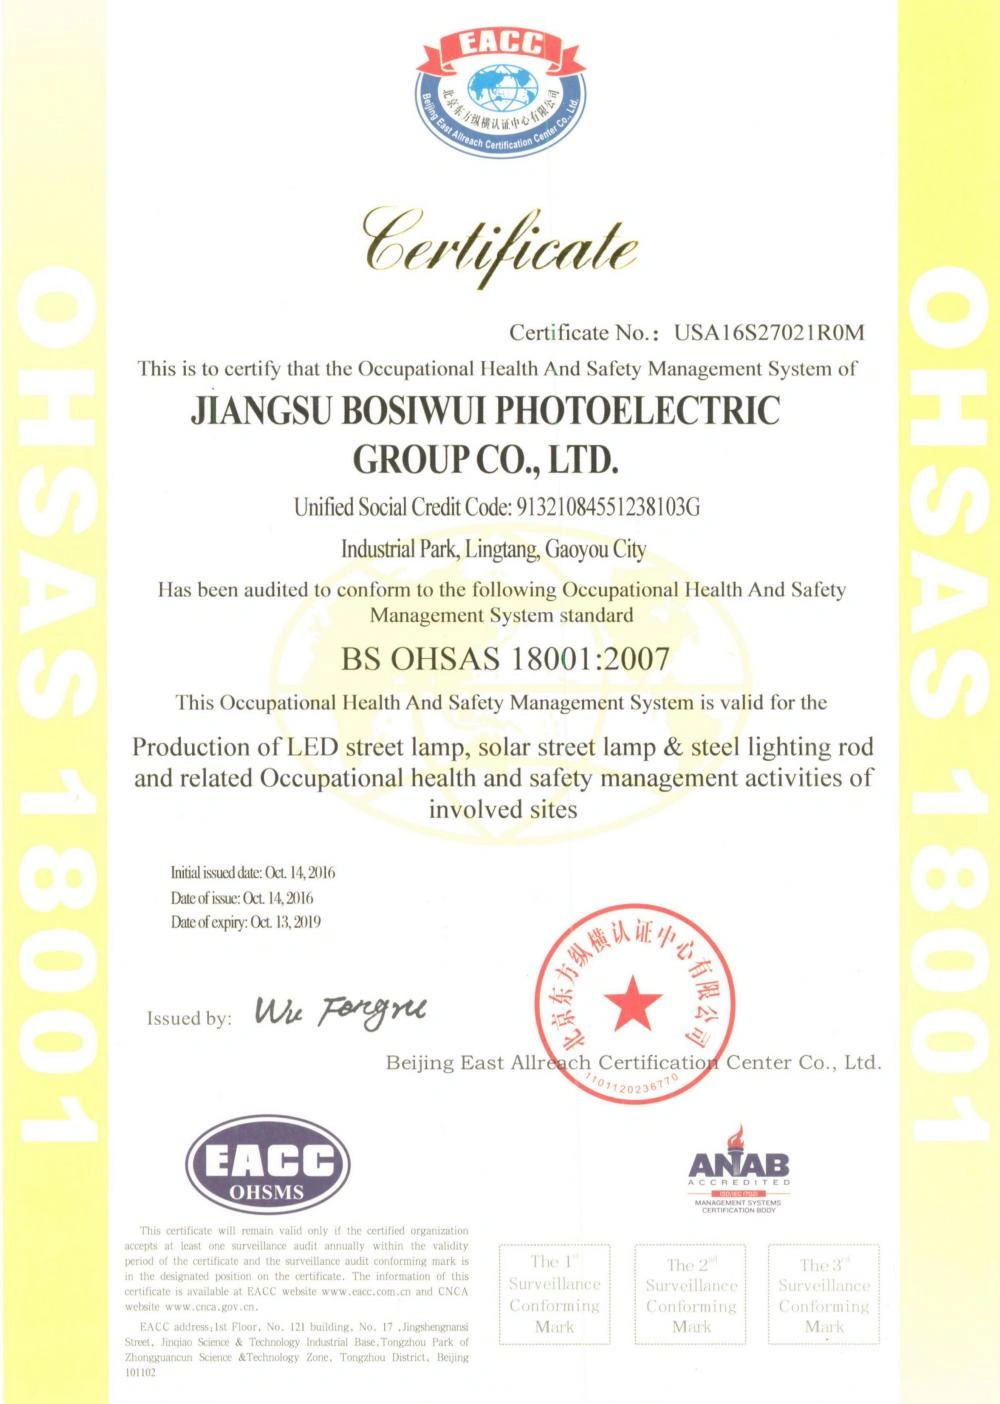 EACC
北京东方纵横认证中心有限公司
Beijing East Allreach Certification Center Co., Ltd.
Certificate
Certificate No.: USA16S27021R0M
This is to certify that the Occupational Health And Safety Management System of
JIANGSU BOSIWUI PHOTOELECTRIC
GROUP CO., LTD.
Unified Social Credit Code: 91321084551238103G
Industrial Park, Lingtang, Gaoyou City
Has been audited to conform to the following Occupational Health And Safety
Management System standard
BS OHSAS 18001:2007
This Occupational Health And Safety Management System is valid for the
Production of LED street lamp, solar street lamp & steel lighting rod
and related Occupational health and safety management activities of
involved sites
OHSAS 18001
OHSAS 18001
Initial issued date: Oct. 14, 2016
Date of issue: Oct. 14, 2016
Date of expiry: Oct. 13, 2019
Issued by: Wu Fengru
北京东方纵横认证中心有限公司
Beijing East Allreach Certification Center Co., Ltd.
1101120236770
EACC
OHSMS
ANAB
ACCREDITED
ISO/IEC 17021
MANAGEMENT SYSTEMS
CERTIFICATION BODY
This certificate will remain valid only if the certified organization
accepts at least one surveillance audit annually within the validity
period of the certificate and the surveillance audit conforming mark is
in the designated position on the certificate. The information of this
certificate is available at EACC website www.eacc.com.cn and CNCA
website www.cnca.gov.cn.
EACC address:1st Floor, No. 121 building, No. 17 ,Jingshengnansi
Street, Jinqiao Science & Technology Industrial Base,Tongzhou Park of
Zhongguancun Science &Technology Zone, Tongzhou District, Beijing
101102
The 1st
Surveillance
Conforming
Mark
The 2nd
Surveillance
Conforming
Mark
The 3rd
Surveillance
Conforming
Mark